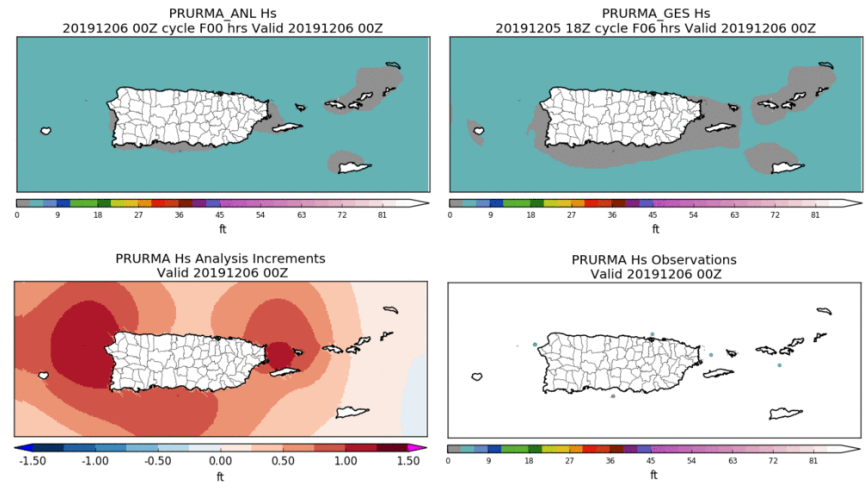 PRURMA_ANL Hs
20191206 00Z cycle F00 hrs Valid 20191206 00Z
0 9 18 27 36 45 54 63 72 81
ft
PRURMA_GES Hs
20191205 18Z cycle F06 hrs Valid 20191206 00Z
0 9 18 27 36 45 54 63 72 81
ft
PRURMA Hs Analysis Increments
Valid 20191206 00Z
-1.50 -1.00 -0.50 0.00 0.50 1.00 1.50
ft
PRURMA Hs Observations
Valid 20191206 00Z
0 9 18 27 36 45 54 63 72 81
ft